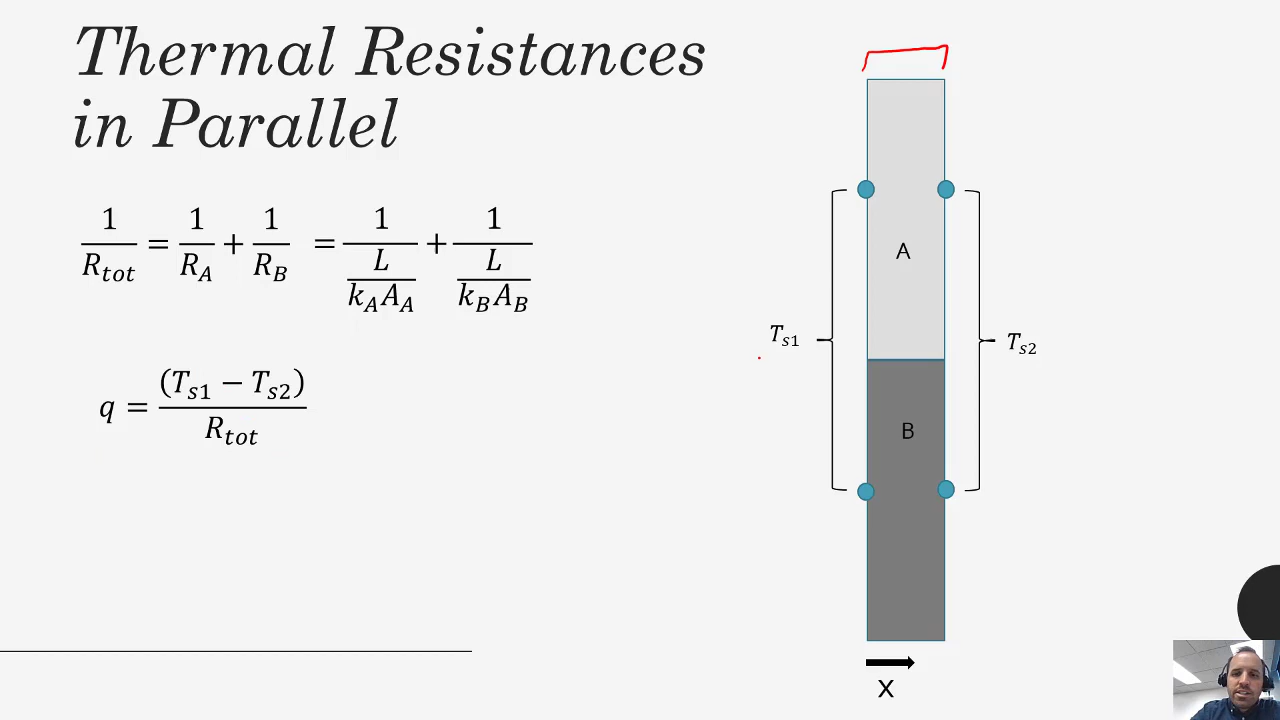 Thermal Resistances
in Parallel
1/R_tot = 1/R_A + 1/R_B = 1/(L/(k_A A_A)) + 1/(L/(k_B A_B))
q = (T_s1 − T_s2)/R_tot
A
T_s1
T_s2
B
x